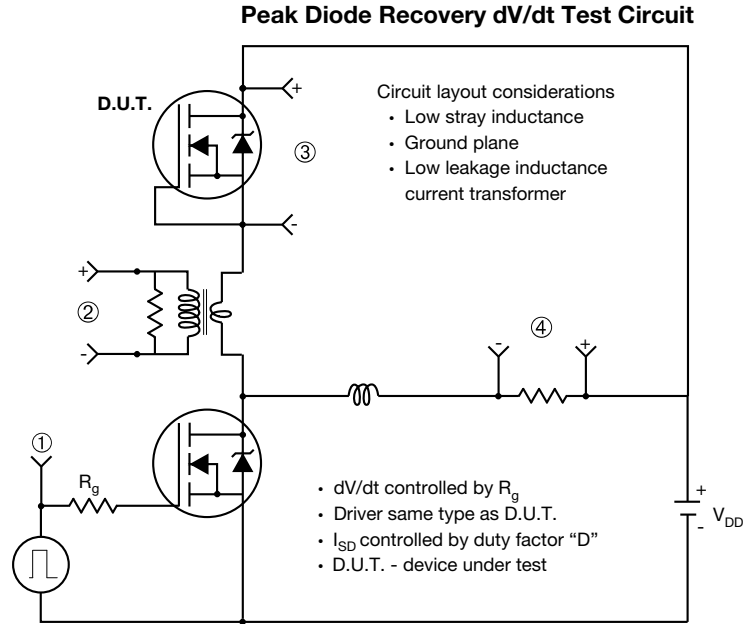 Peak Diode Recovery dV/dt Test Circuit
D.U.T.
+
-
③
Circuit layout considerations
• Low stray inductance
• Ground plane
• Low leakage inductance
current transformer
+
②
-
④
-
+
①
Rg
• dV/dt controlled by Rg
• Driver same type as D.U.T.
• ISD controlled by duty factor “D”
• D.U.T. - device under test
+
-
VDD